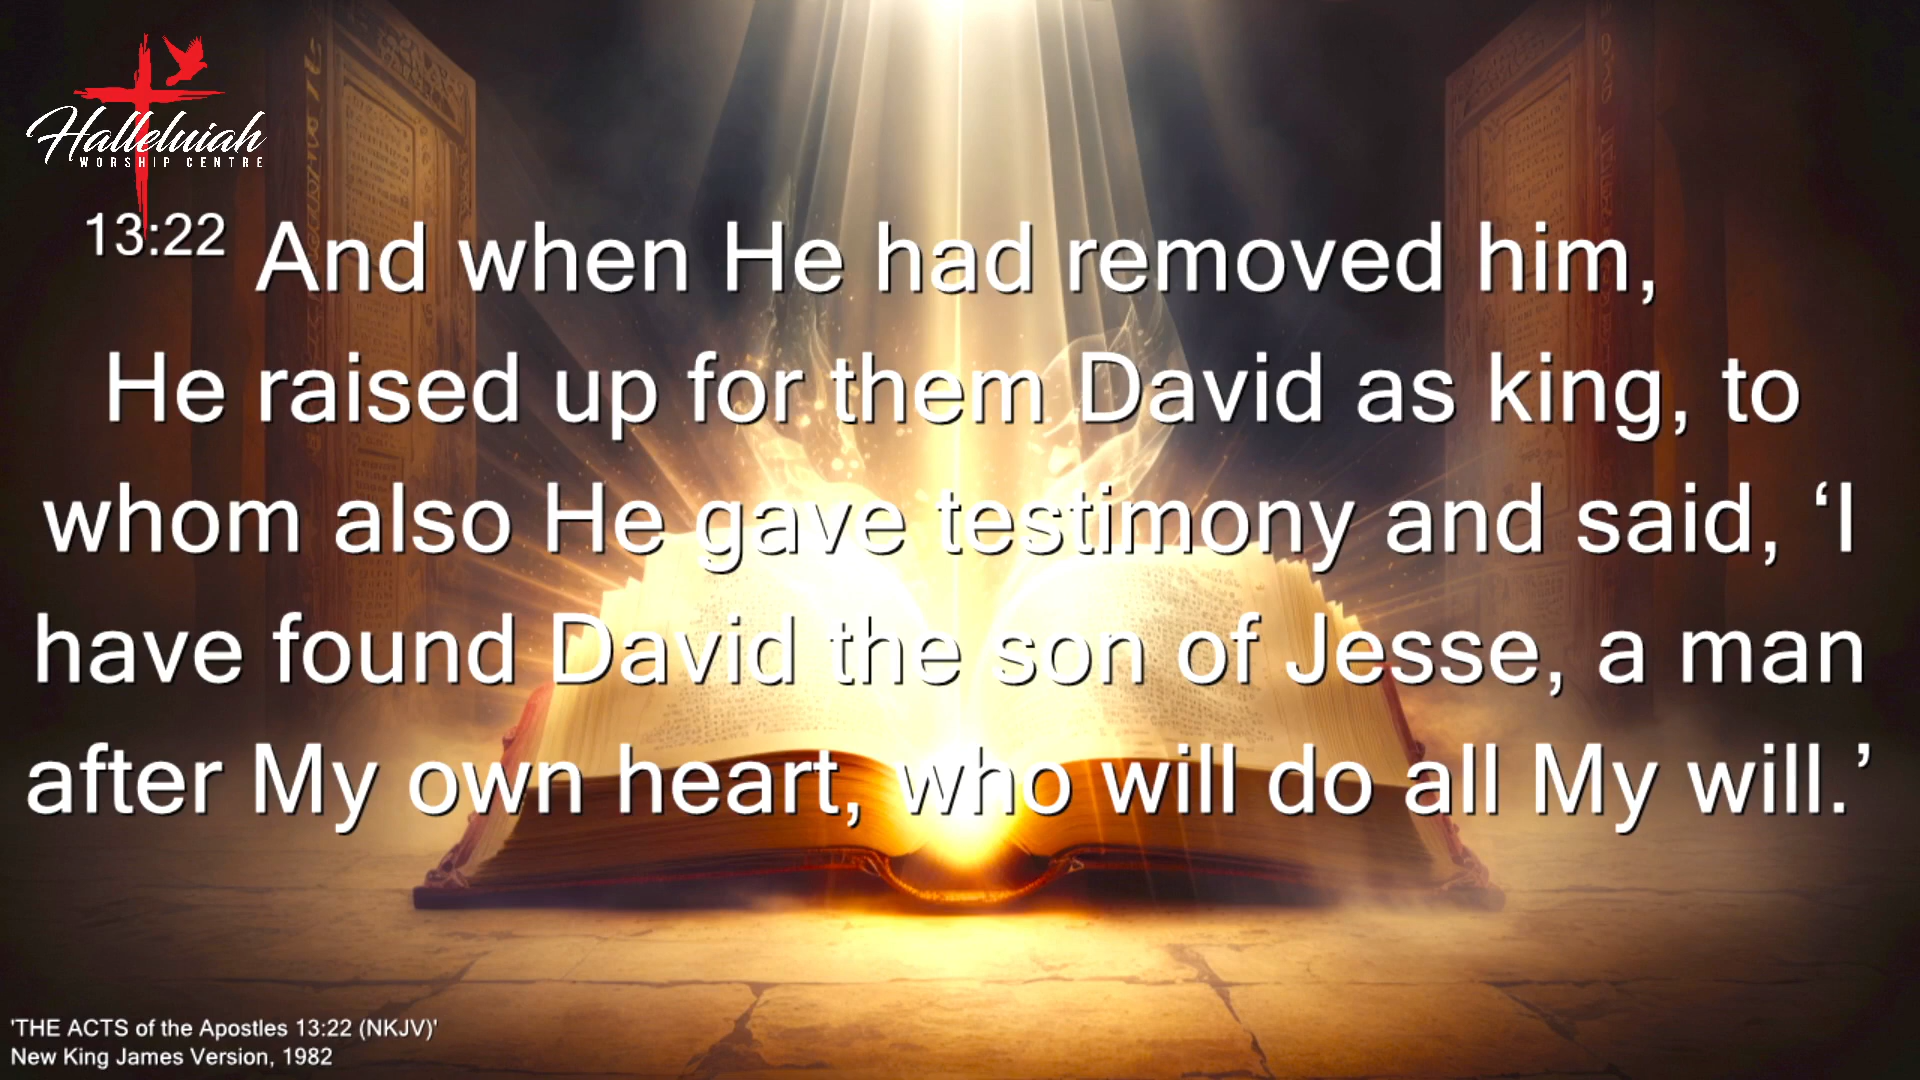 Halleluiah
WORSHIP CENTRE
13:22 And when He had removed him,
He raised up for them David as king, to
whom also He gave testimony and said, ‘I
have found David the son of Jesse, a man
after My own heart, who will do all My will.’
'THE ACTS of the Apostles 13:22 (NKJV)'
New King James Version, 1982